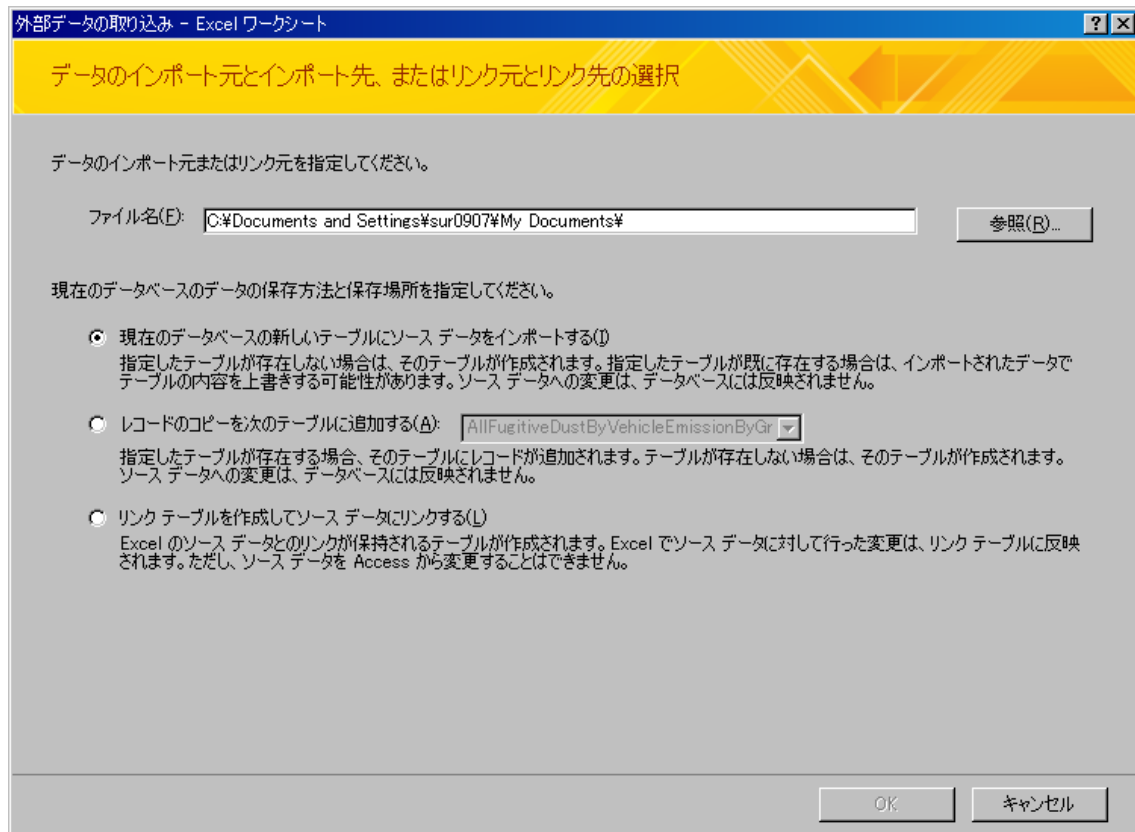 外部データの取り込み - Excel ワークシート
データのインポート元とインポート先、またはリンク元とリンク先の選択
データのインポート元またはリンク元を指定してください。
ファイル名(F): C:¥Documents and Settings¥sur0907¥My Documents¥ 参照(R)...
現在のデータベースのデータの保存方法と保存場所を指定してください。
現在のデータベースの新しいテーブルにソース データをインポートする(I)
指定したテーブルが存在しない場合は、そのテーブルが作成されます。指定したテーブルが既に存在する場合は、インポートされたデータで
テーブルの内容を上書きする可能性があります。ソース データへの変更は、データベースには反映されません。
レコードのコピーを次のテーブルに追加する(A): AllFugitiveDustByVehicleEmissionByGr
指定したテーブルが存在する場合、そのテーブルにレコードが追加されます。テーブルが存在しない場合は、そのテーブルが作成されます。
ソース データへの変更は、データベースには反映されません。
リンク テーブルを作成してソース データにリンクする(L)
Excel のソース データとのリンクが保持されるテーブルが作成されます。Excel でソース データに対して行った変更は、リンク テーブルに反映
されます。ただし、ソース データを Access から変更することはできません。
OK キャンセル